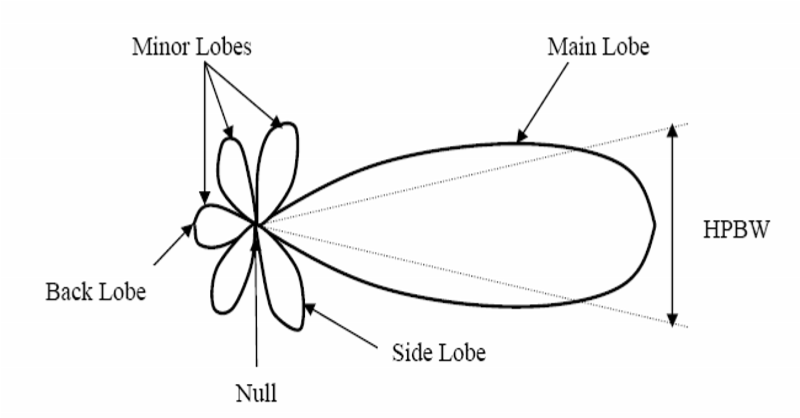 Minor Lobes
Main Lobe
HPBW
Back Lobe
Side Lobe
Null